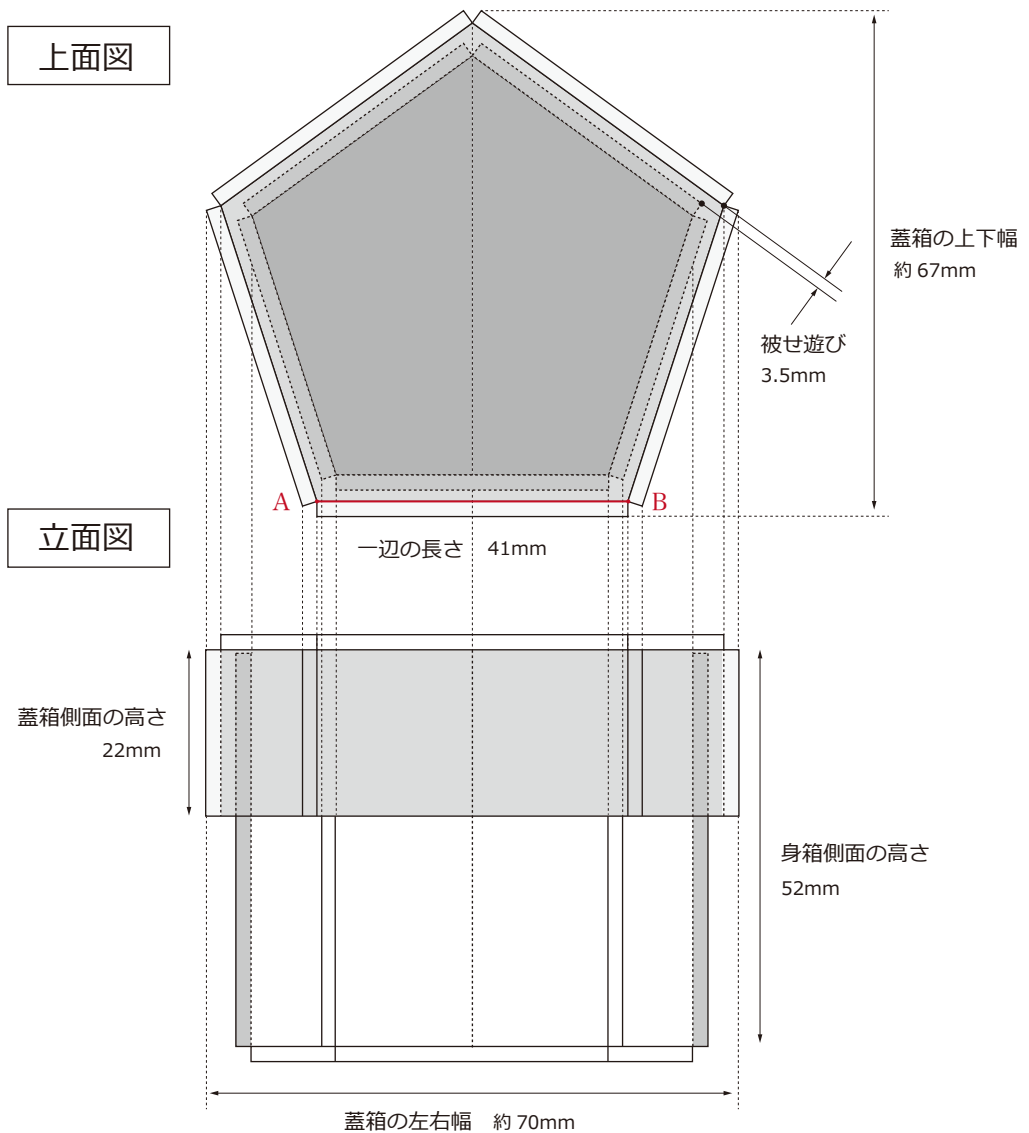 上面図
蓋箱の上下幅
約 67mm
被せ遊び
3.5mm
A
B
一辺の長さ 41mm
立面図
蓋箱側面の高さ
22mm
身箱側面の高さ
52mm
蓋箱の左右幅 約 70mm